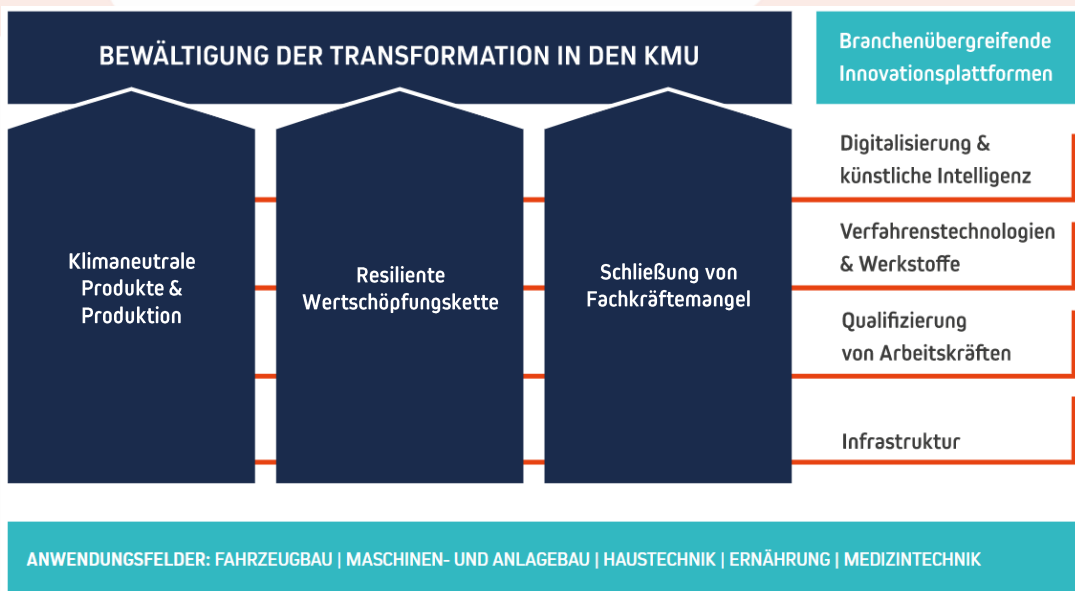 BEWÄLTIGUNG DER TRANSFORMATION IN DEN KMU
Branchenübergreifende
Innovationsplattformen
Klimaneutrale
Produkte &
Produktion
Resiliente
Wertschöpfungskette
Schließung von
Fachkräftemangel
Digitalisierung &
künstliche Intelligenz
Verfahrenstechnologien
& Werkstoffe
Qualifizierung
von Arbeitskräften
Infrastruktur
ANWENDUNGSFELDER: FAHRZEUGBAU | MASCHINEN- UND ANLAGEBAU | HAUSTECHNIK | ERNÄHRUNG | MEDIZINTECHNIK